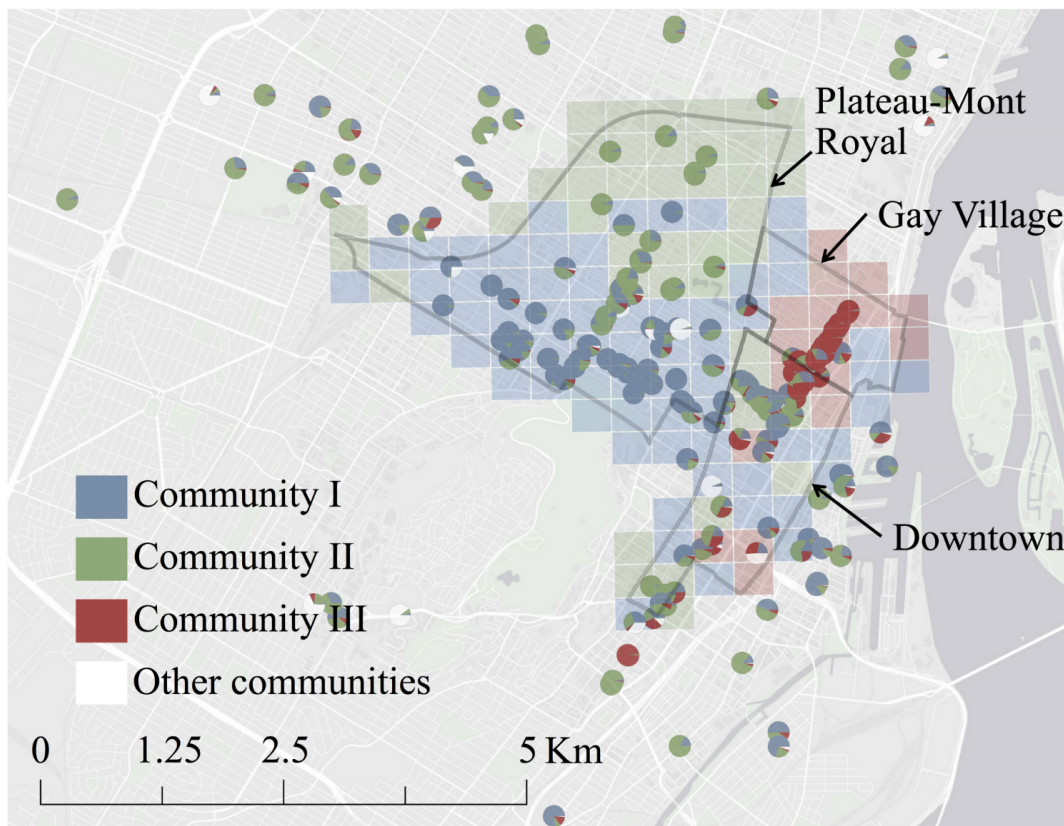 Plateau-Mont
Royal
Gay Village
Community I
Community II
Downtown
Community III
Other communities
0 1.25 2.5 5 Km